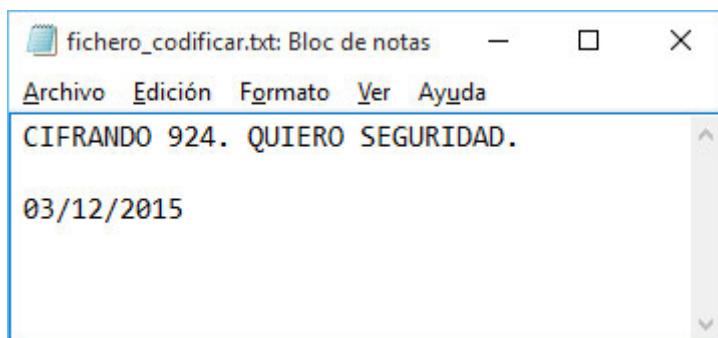 fichero_codificar.txt: Bloc de notas
Archivo Edición Formato Ver Ayuda
CIFRANDO 924. QUIERO SEGURIDAD.
03/12/2015